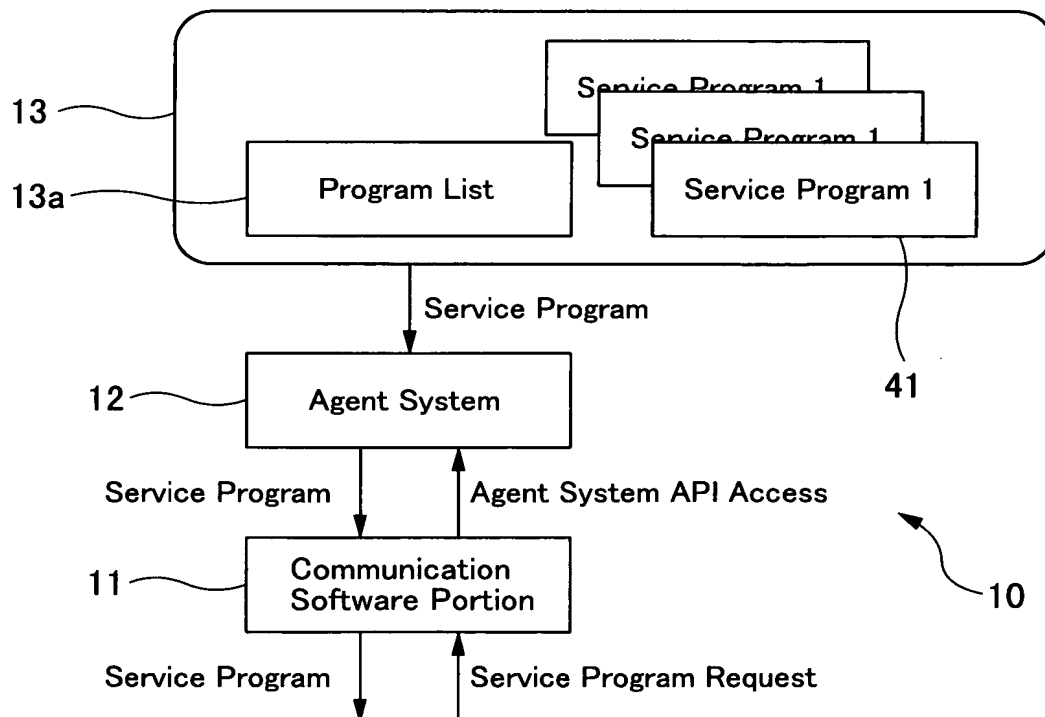 Service Program 1
13
Service Program 1
13a
Program List
Service Program 1
Service Program
41
12
Agent System
Service Program
Agent System API Access
11
Communication
Software Portion
10
Service Program
Service Program Request